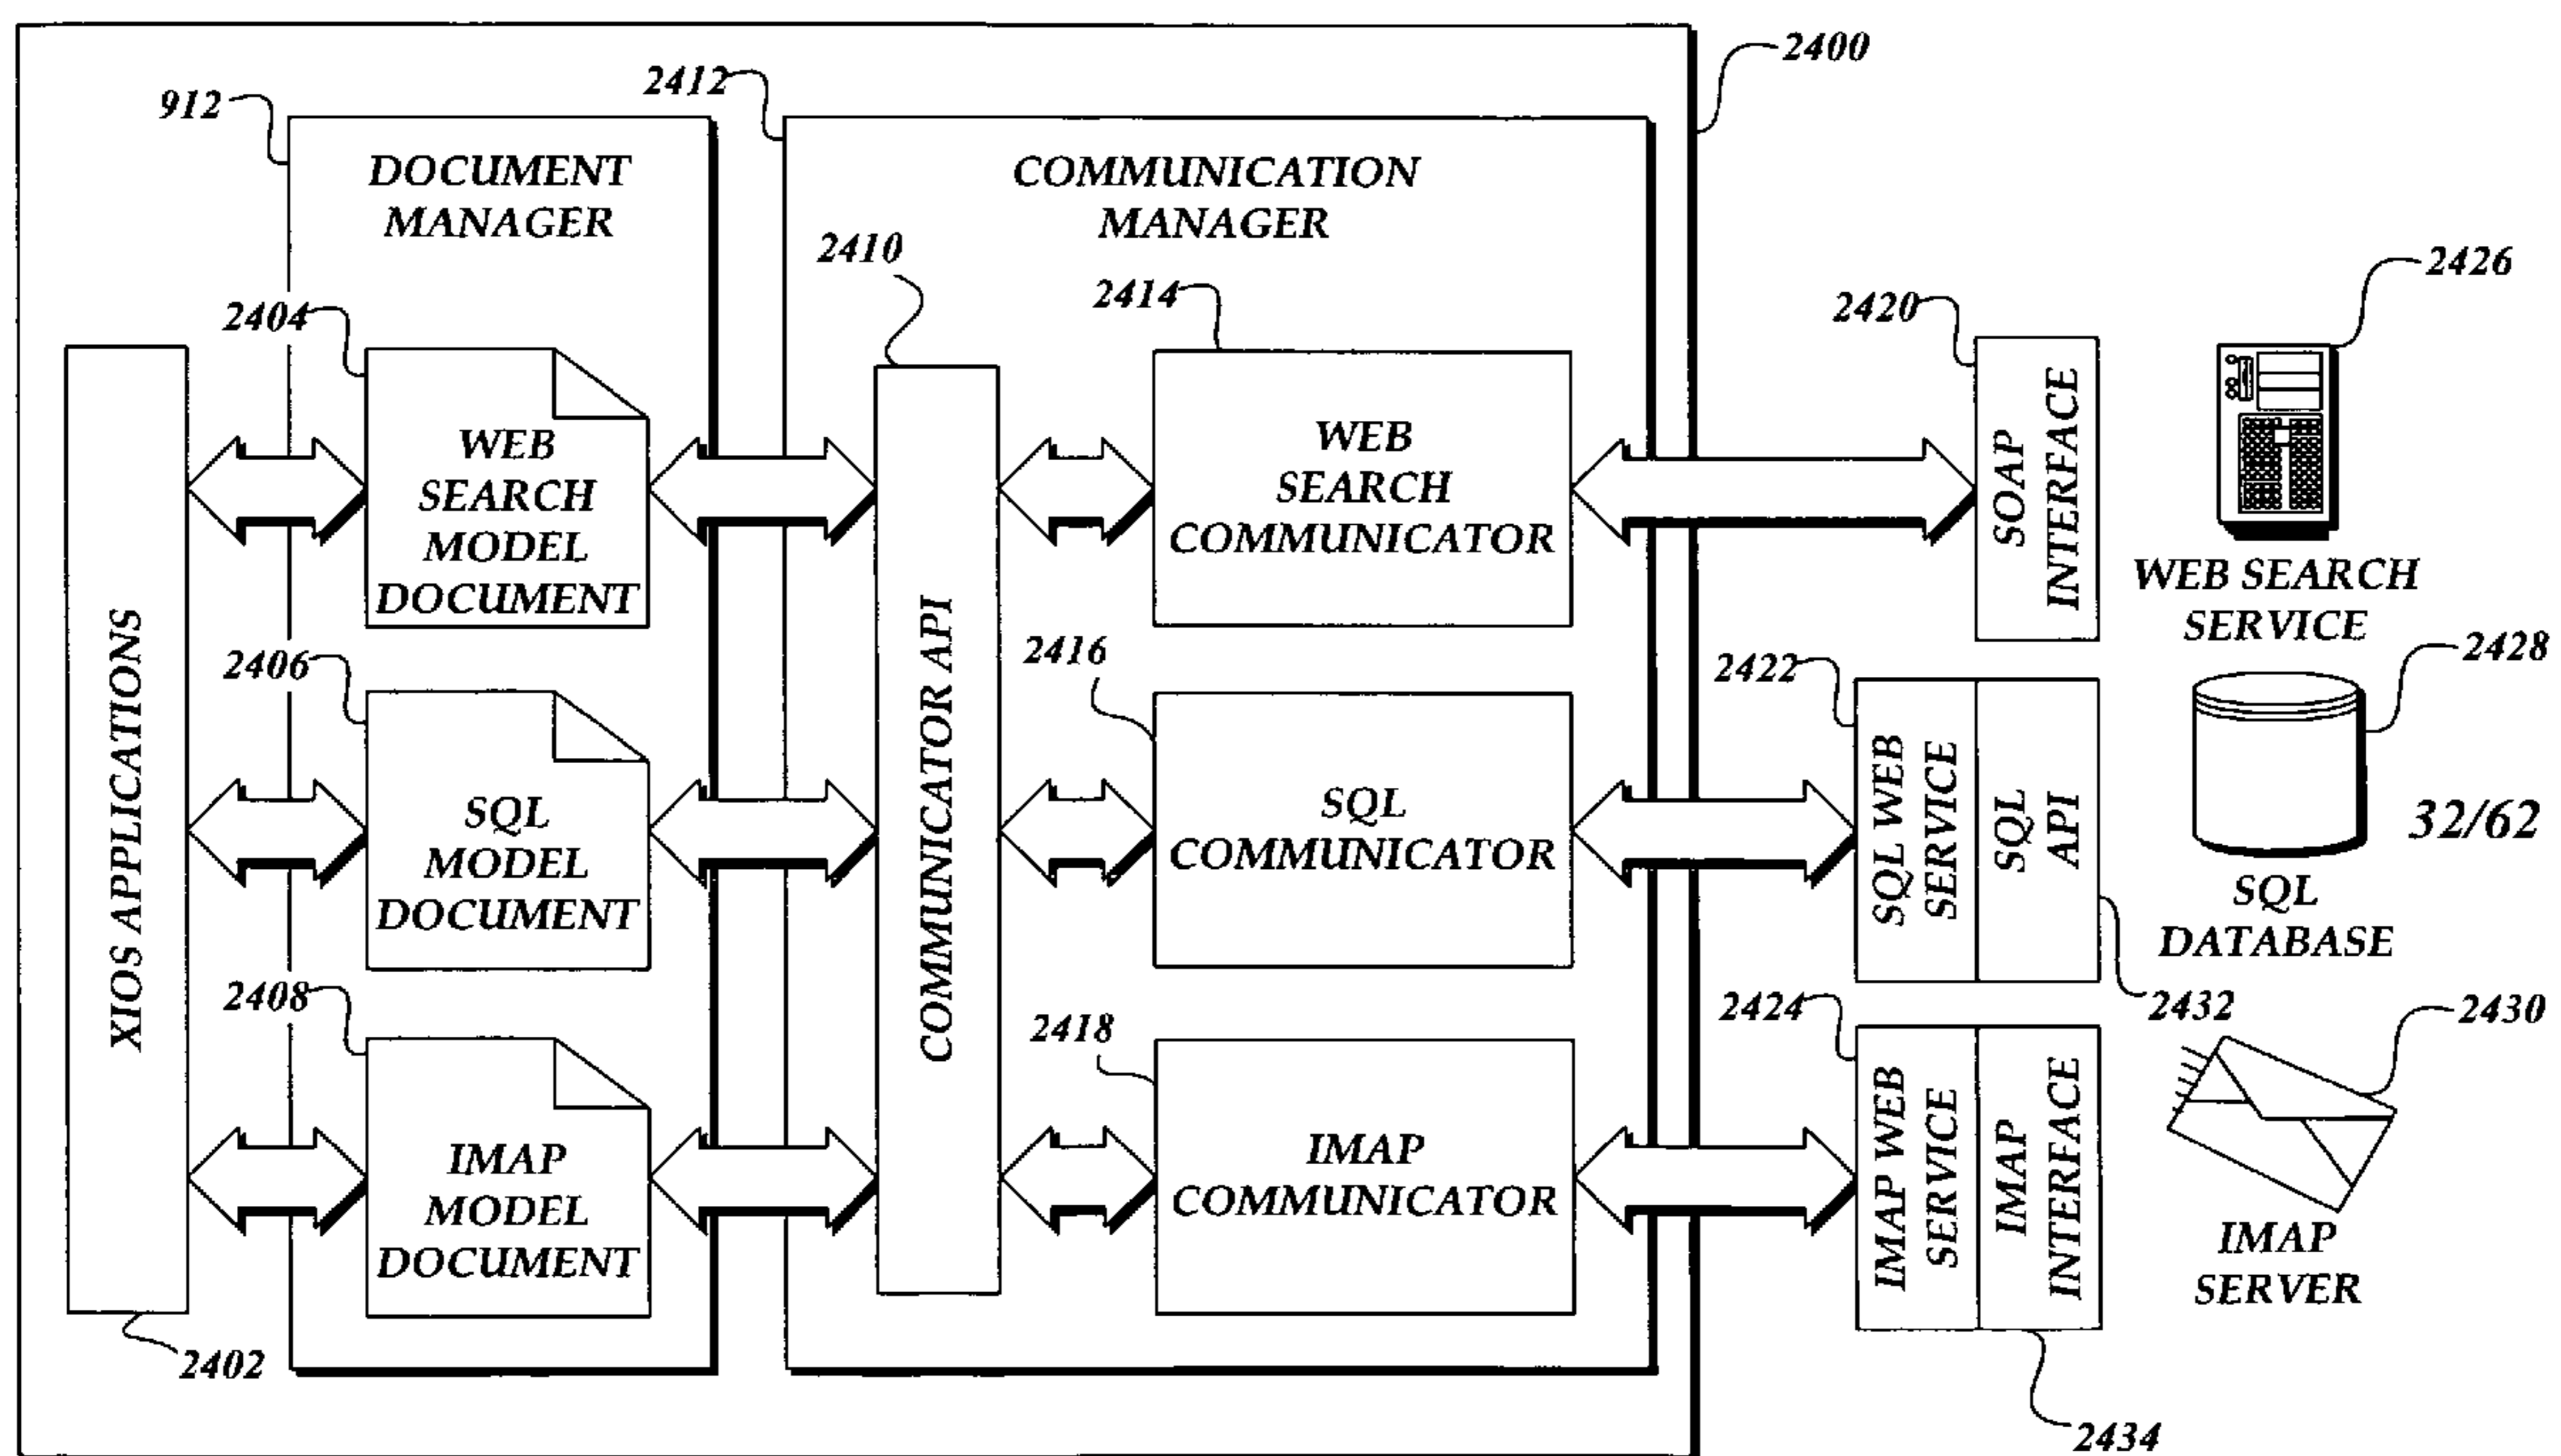 2400
912
2412
DOCUMENT
MANAGER
COMMUNICATION
MANAGER
2410
2404
2414
2420
2426
XIOS APPLICATIONS
WEB
SEARCH
MODEL
DOCUMENT
COMMUNICATOR API
WEB
SEARCH
COMMUNICATOR
SOAP
INTERFACE
WEB SEARCH
SERVICE
2406
2416
2422
2428
SQL
MODEL
DOCUMENT
SQL
COMMUNICATOR
SQL WEB
SERVICE
SQL
API
32/62
SQL
DATABASE
2408
2418
2424
2432
2430
IMAP
MODEL
DOCUMENT
IMAP
COMMUNICATOR
IMAP WEB
SERVICE
IMAP
INTERFACE
IMAP
SERVER
2402
2434